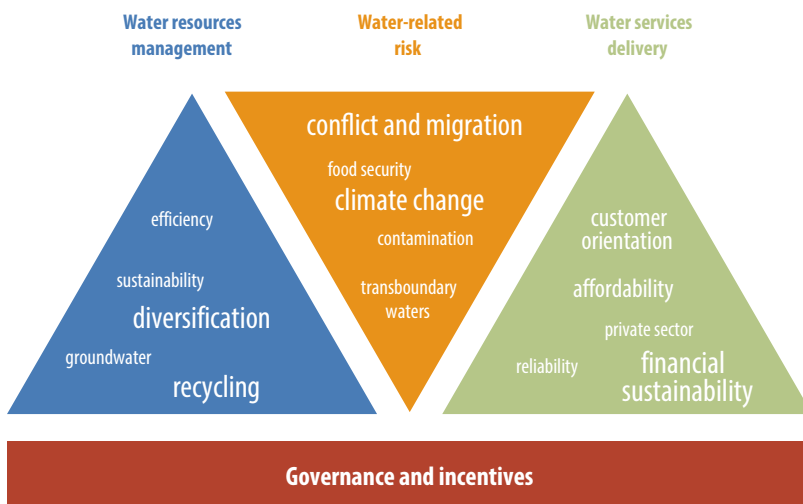 Water resources
management
Water-related
risk
Water services
delivery
efficiency
sustainability
diversification
groundwater
recycling
conflict and migration
food security
climate change
contamination
transboundary
waters
customer
orientation
affordability
private sector
reliability
financial
sustainability
Governance and incentives